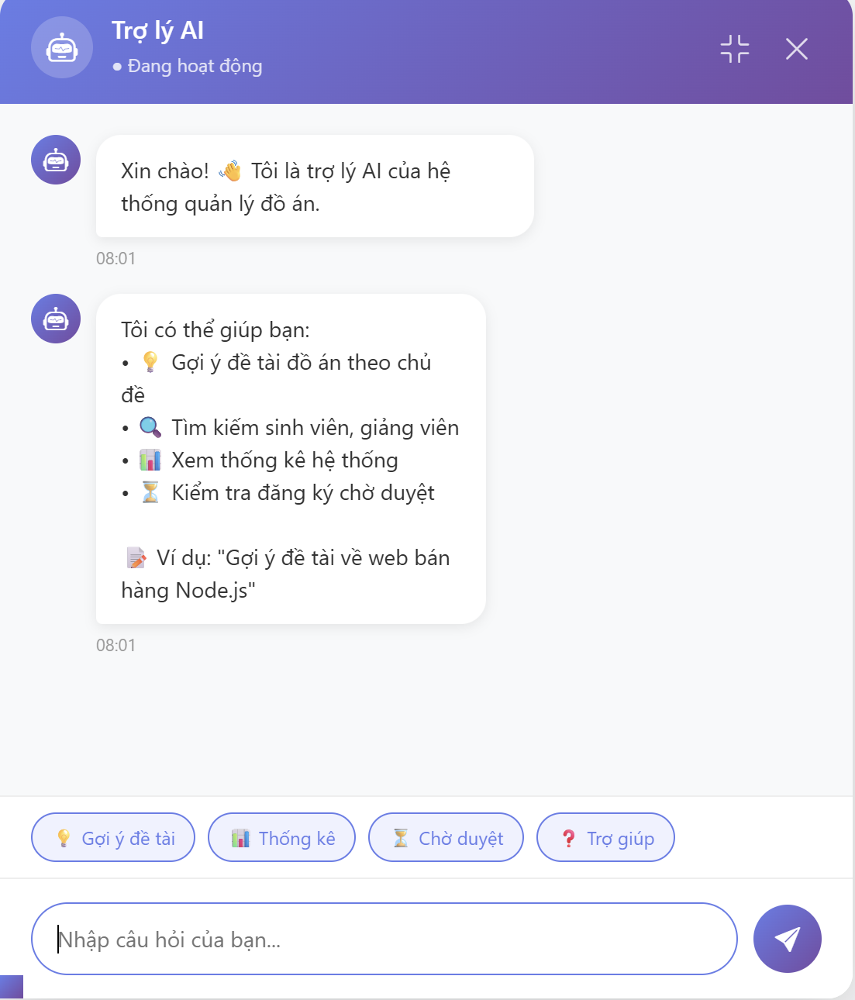 Trợ lý AI
● Đang hoạt động
Xin chào! 👋 Tôi là trợ lý AI của hệ
thống quản lý đồ án.
08:01
Tôi có thể giúp bạn:
• 💡 Gợi ý đề tài đồ án theo chủ
đề
• 🔍 Tìm kiếm sinh viên, giảng viên
• 📊 Xem thống kê hệ thống
• ⏳ Kiểm tra đăng ký chờ duyệt
📝 Ví dụ: "Gợi ý đề tài về web bán
hàng Node.js"
08:01
💡 Gợi ý đề tài
📊 Thống kê
⏳ Chờ duyệt
❓ Trợ giúp
Nhập câu hỏi của bạn...